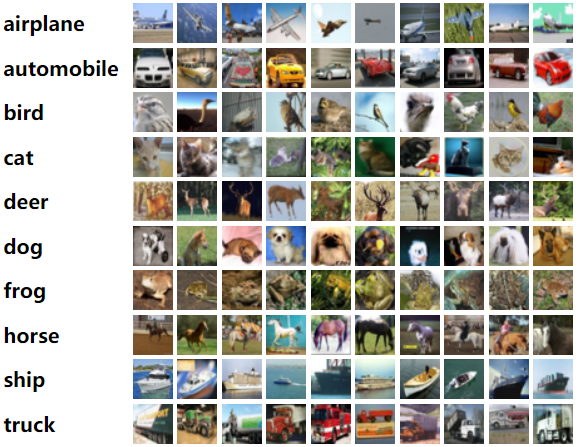 airplane
automobile
bird
cat
deer
dog
frog
horse
ship
truck